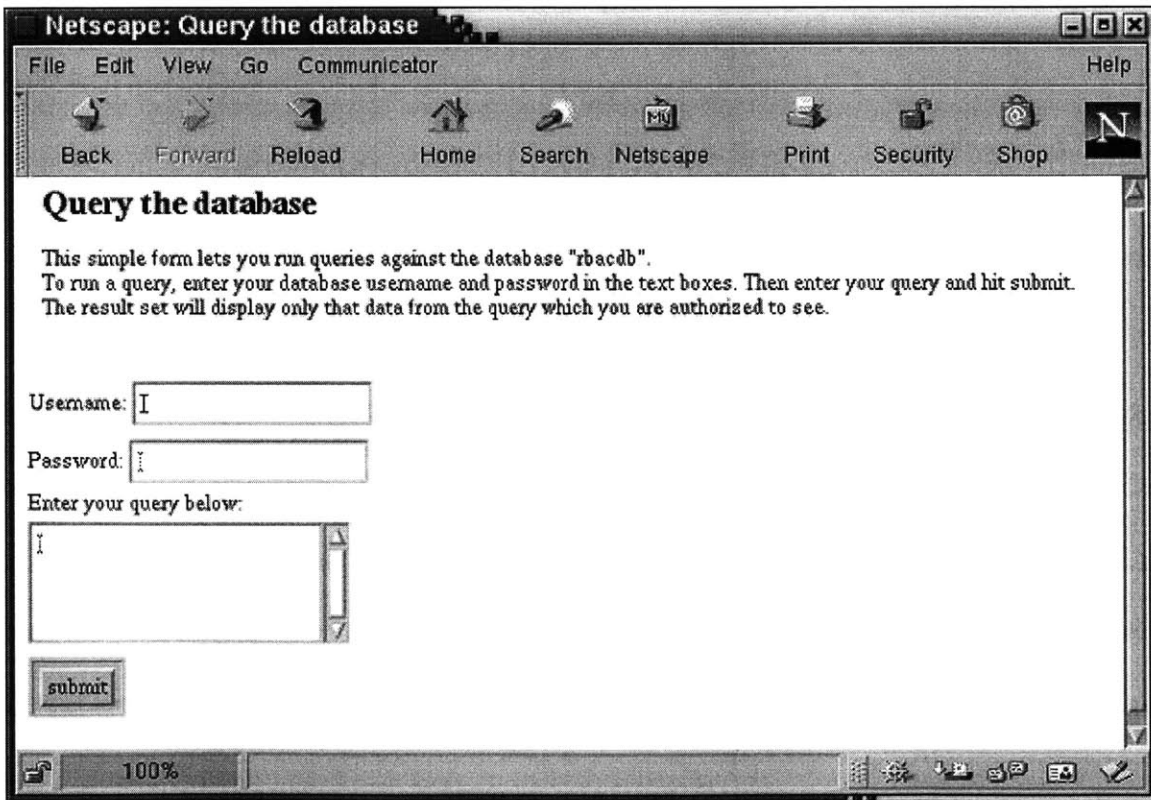 Netscape: Query the database
File Edit View Go Communicator Help
Back Forward Reload Home Search Netscape Print Security Shop
My
N
Query the database
This simple form lets you run queries against the database "rbacdb".
To run a query, enter your database username and password in the text boxes. Then enter your query and hit submit.
The result set will display only that data from the query which you are authorized to see.
Username:
Password:
Enter your query below:
submit
100%